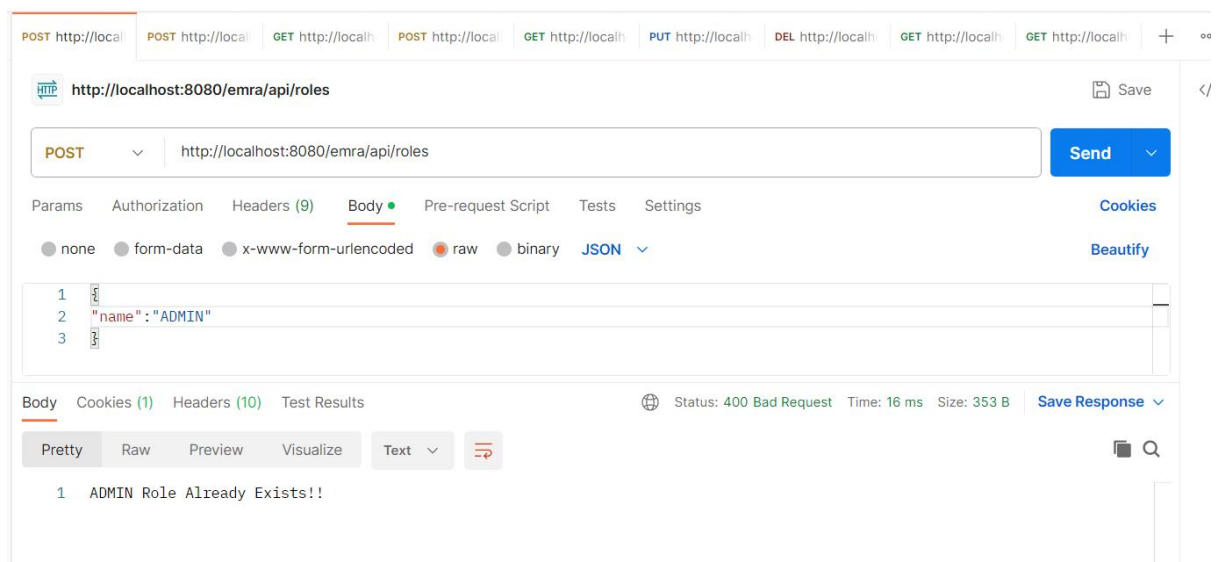 POST http://local POST http://local GET http://localh POST http://local GET http://localh PUT http://localh DEL http://localh GET http://localh GET http://localh
HTTP http://localhost:8080/emra/api/roles Save </
POST http://localhost:8080/emra/api/roles Send
Params Authorization Headers (9) Body Pre-request Script Tests Settings Cookies
none form-data x-www-form-urlencoded raw binary JSON Beautify
1 {
2 "name":"ADMIN"
3 }
Body Cookies (1) Headers (10) Test Results Status: 400 Bad Request Time: 16 ms Size: 353 B Save Response
Pretty Raw Preview Visualize Text
1 ADMIN Role Already Exists!!